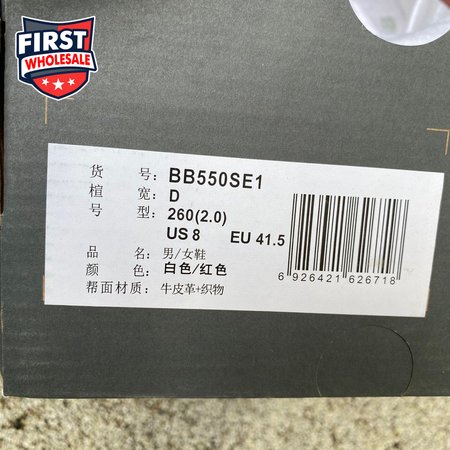 FIRST
WHOLESALE
货 号: BB550SE1
楦 宽: D
号 型: 260(2.0)
US 8 EU 41.5
品 名: 男/女鞋
颜 色: 白色/红色
帮面材质: 牛皮革+织物
6 926421 626718